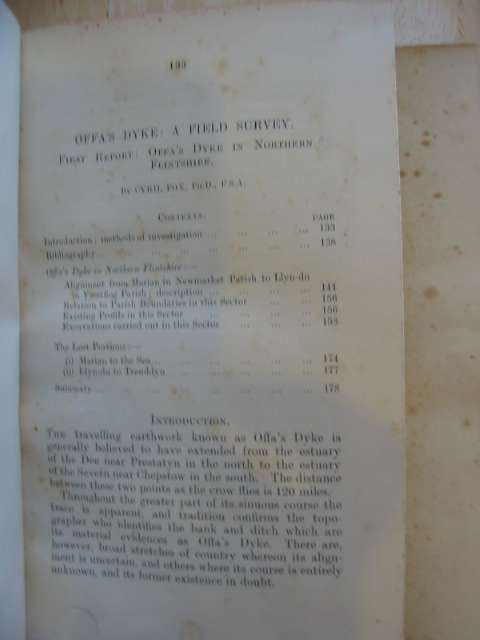 133
OFFA'S DYKE: A FIELD SURVEY.
FIRST REPORT: OFFA'S DYKE IN NORTHERN
FLINTSHIRE.
By CYRIL FOX, PH.D., F.S.A.
CONTENTS.
PAGE
Introduction: methods of investigation ... ... ... ... 133
Bibliography... ... ... ... ... ... 138
Offa's Dyke in Northern Flintshire:—
Alignment from Marian in Newmarket Parish to Llyn-du
in Ysceifiog Parish; description ... ... ... ... 141
Relation to Parish Boundaries in this Sector ... ... 156
Existing Profils in this Sector ... ... ... ... 156
Excavations carried out in this Sector ... ... ... 158
The Lost Portions:—
(i) Marian to the Sea... ... ... ... ... 174
(ii) Llyn-du to Treuddyn ... ... ... ... 177
Summary ... ... ... ... ... ... 178
INTRODUCTION.
THE travelling earthwork known as Offa's Dyke is
generally believed to have extended from the estuary
of the Dee near Prestatyn in the north to the estuary
of the Severn near Chepstow in the south. The distance
between these two points as the crow flies is 120 miles.
Throughout the greater part of its sinuous course the
trace is apparent, and tradition confirms the topo-
grapher who identifies the bank and ditch which are
its material evidences as Offa's Dyke. There are,
however, broad stretches of country whereon its align-
ment is uncertain, and others where its course is entirely
unknown, and its former existence in doubt.